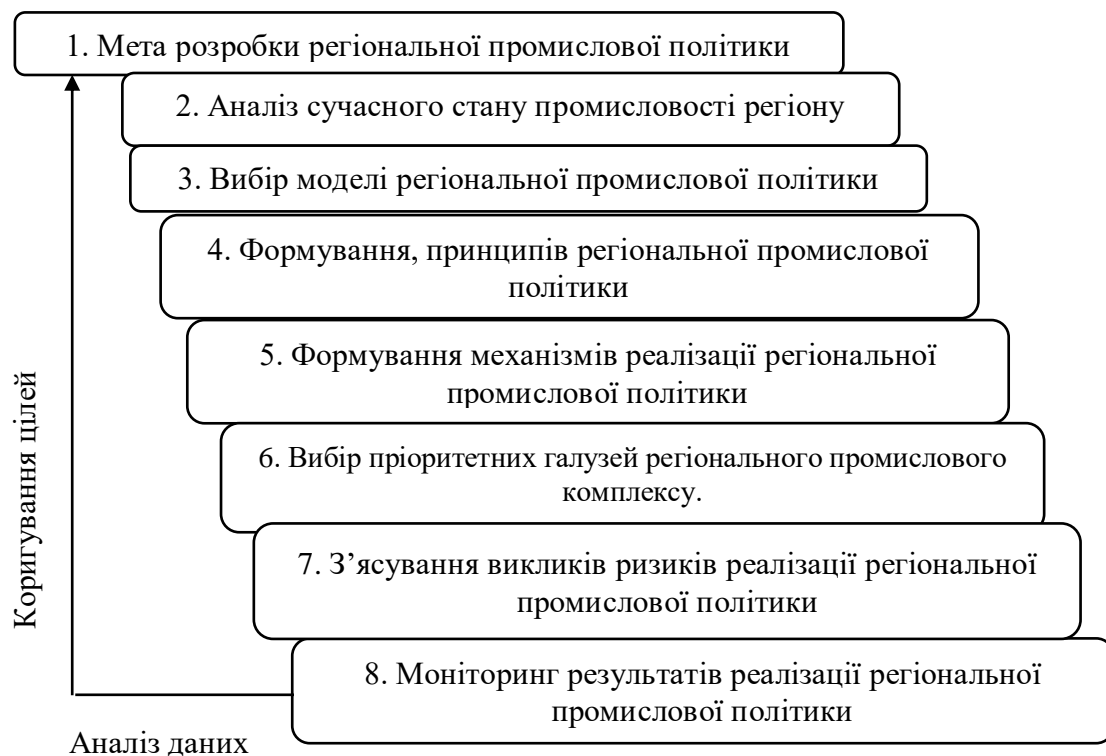 1. Мета розробки регіональної промислової політики
2. Аналіз сучасного стану промисловості регіону
3. Вибір моделі регіональної промислової політики
4. Формування, принципів регіональної промислової
політики
5. Формування механізмів реалізації регіональної
промислової політики
6. Вибір пріоритетних галузей регіонального промислового
комплексу.
7. З’ясування викликів ризиків реалізації регіональної
промислової політики
8. Моніторинг результатів реалізації регіональної
промислової політики
Коригування цілей
Аналіз даних